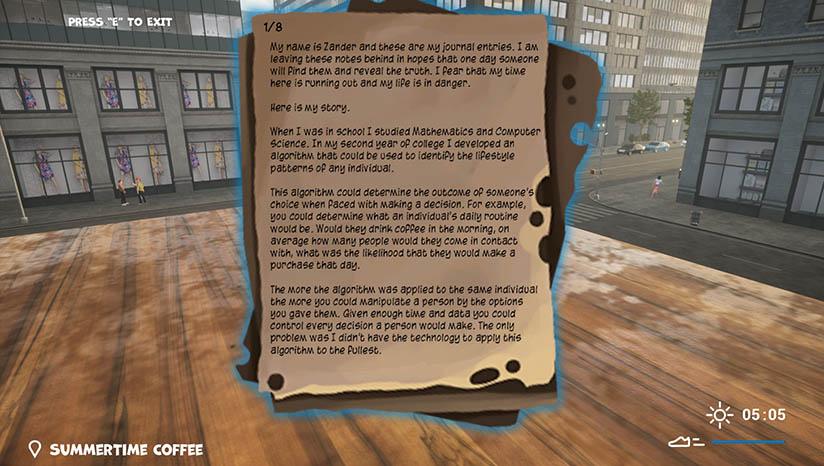 PRESS "E" TO EXIT
1/8
My name is Zander and these are my journal entries. I am
leaving these notes behind in hopes that one day someone
will find them and reveal the truth. I fear that my time
here is running out and my life is in danger.
Here is my story.
When I was in school I studied Mathematics and Computer
Science. In my second year of college I developed an
algorithm that could be used to identify the lifestyle
patterns of any individual.
This algorithm could determine the outcome of someone's
choice when faced with making a decision. For example,
you could determine what an individual's daily routine
would be. Would they drink coffee in the morning, on
average how many people would they come in contact
with, what was the likelihood that they would make a
purchase that day.
The more the algorithm was applied to the same individual
the more you could manipulate a person by the options
you gave them. Given enough time and data you could
control every decision a person would make. The only
problem was I didn't have the technology to apply this
algorithm to the fullest.
05:05
SUMMERTIME COFFEE